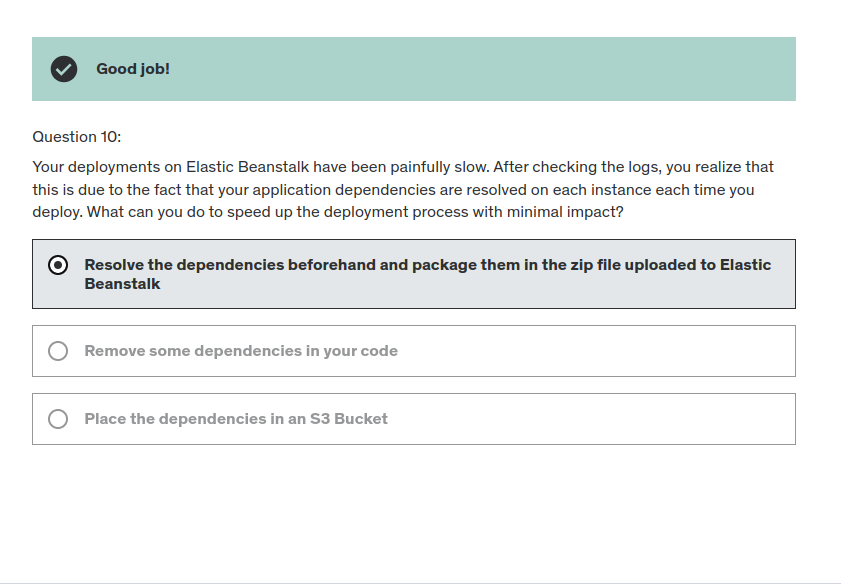 Good job!
Question 10:
Your deployments on Elastic Beanstalk have been painfully slow. After checking the logs, you realize that
this is due to the fact that your application dependencies are resolved on each instance each time you
deploy. What can you do to speed up the deployment process with minimal impact?
Resolve the dependencies beforehand and package them in the zip file uploaded to Elastic
Beanstalk
Remove some dependencies in your code
Place the dependencies in an S3 Bucket